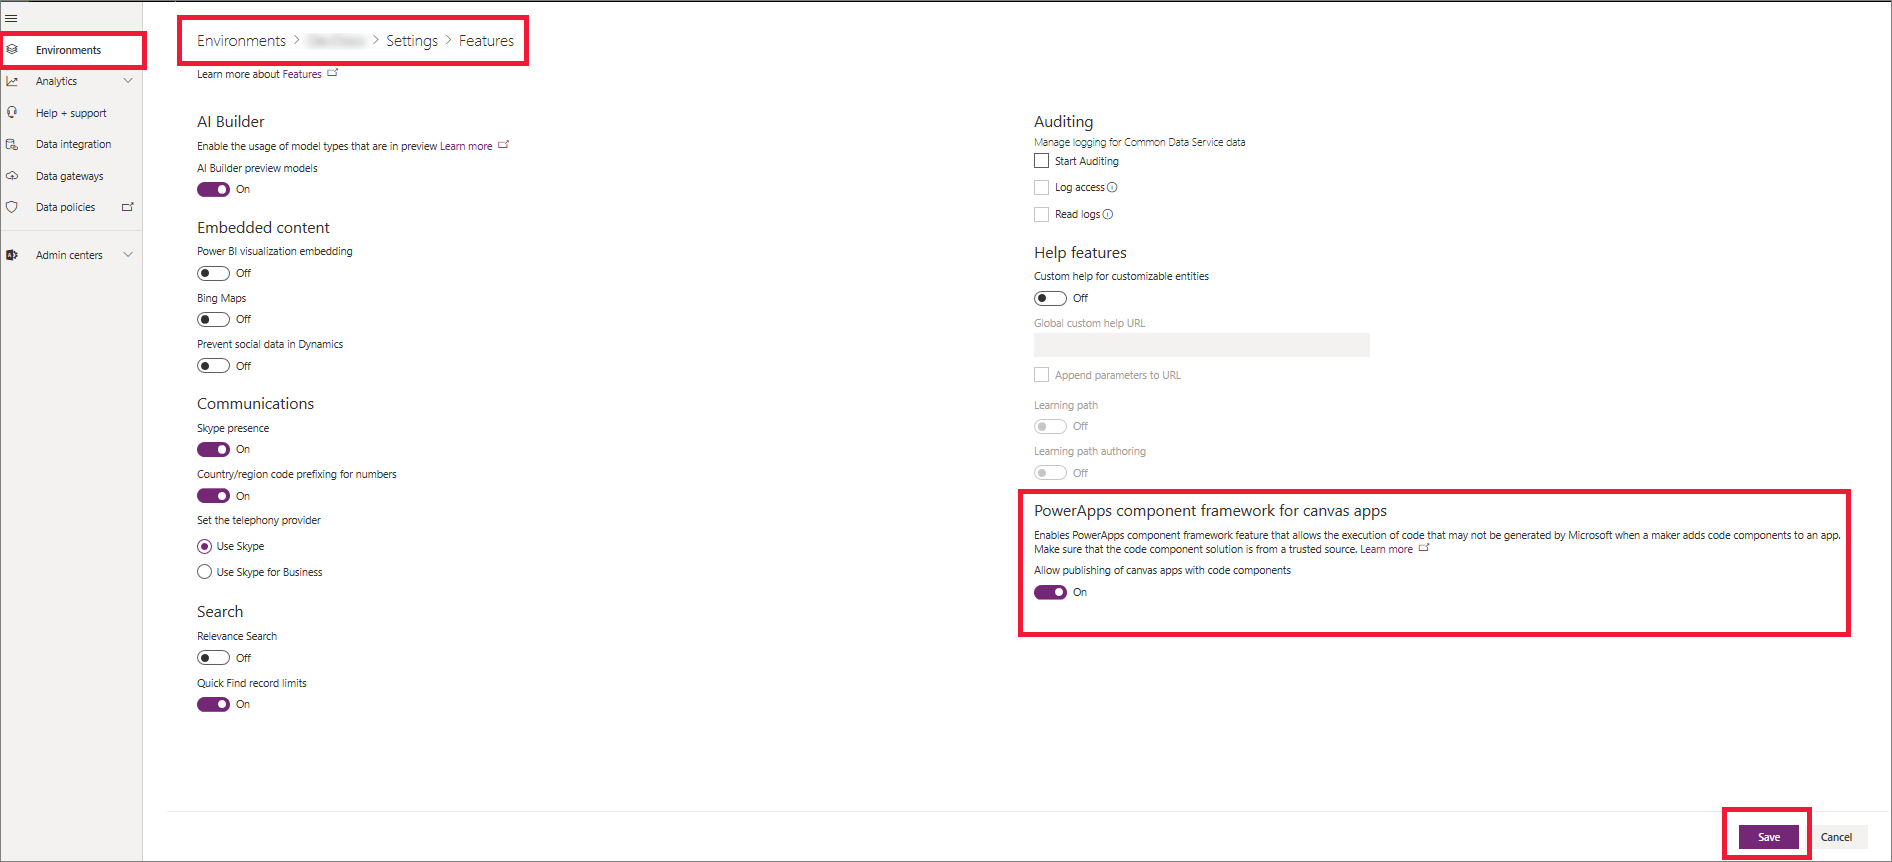 Environments
Analytics
Help + support
Data integration
Data gateways
Data policies
Admin centers
Environments > > Settings > Features
Learn more about Features
AI Builder
Enable the usage of model types that are in preview Learn more
AI Builder preview models
On
Embedded content
Power BI visualization embedding
Off
Bing Maps
Off
Prevent social data in Dynamics
Off
Communications
Skype presence
On
Country/region code prefixing for numbers
On
Set the telephony provider
Use Skype
Use Skype for Business
Search
Relevance Search
Off
Quick Find record limits
On
Auditing
Manage logging for Common Data Service data
Start Auditing
Log access
Read logs
Help features
Custom help for customizable entities
Off
Global custom help URL
Append parameters to URL
Learning path
Off
Learning path authoring
Off
PowerApps component framework for canvas apps
Enables PowerApps component framework feature that allows the execution of code that may not be generated by Microsoft when a maker adds code components to an app.
Make sure that the code component solution is from a trusted source. Learn more
Allow publishing of canvas apps with code components
On
Save
Cancel